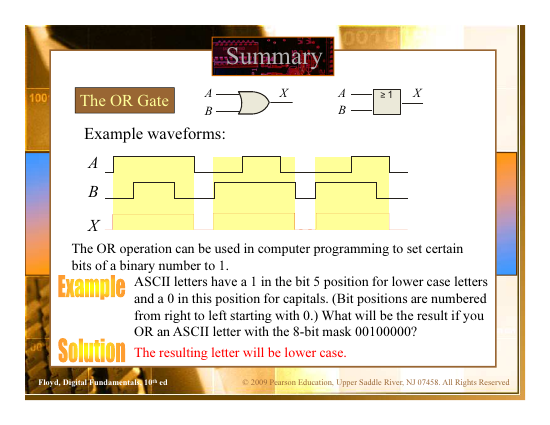 Summary
The OR Gate
A
B
X
A
B
≥ 1
X
Example waveforms:
A
B
X
The OR operation can be used in computer programming to set certain
bits of a binary number to 1.
Example
ASCII letters have a 1 in the bit 5 position for lower case letters
and a 0 in this position for capitals. (Bit positions are numbered
from right to left starting with 0.) What will be the result if you
OR an ASCII letter with the 8-bit mask 00100000?
Solution
The resulting letter will be lower case.
Floyd, Digital Fundamentals, 10th ed
© 2009 Pearson Education, Upper Saddle River, NJ 07458. All Rights Reserved